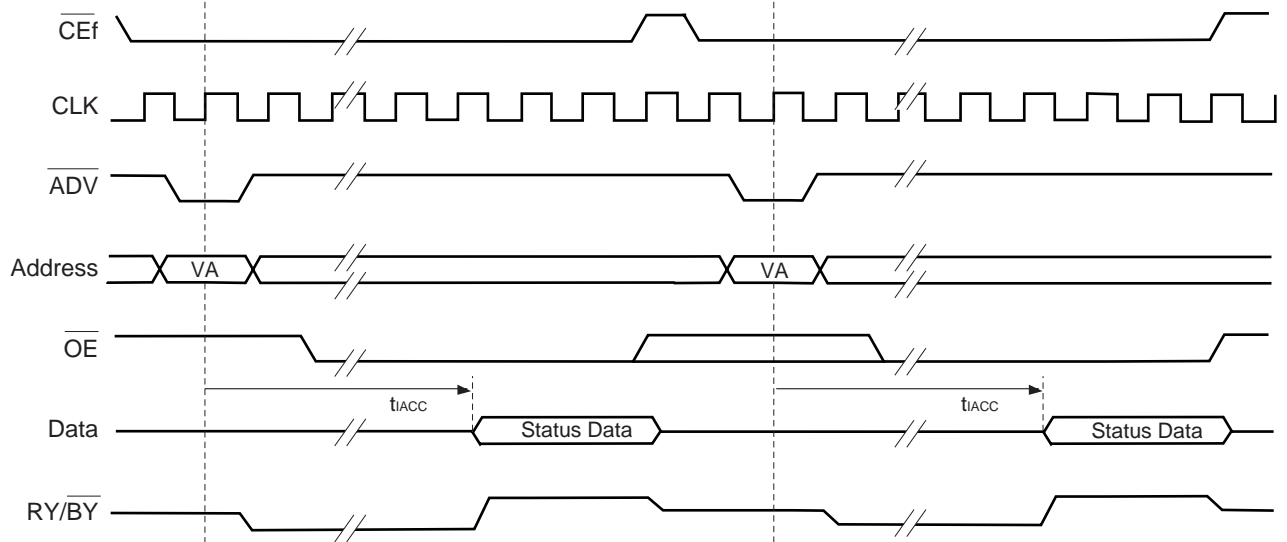 CEf
CLK
ADV
Address
VA
VA
OE
tIACC
tIACC
Data
Status Data
Status Data
RY/BY